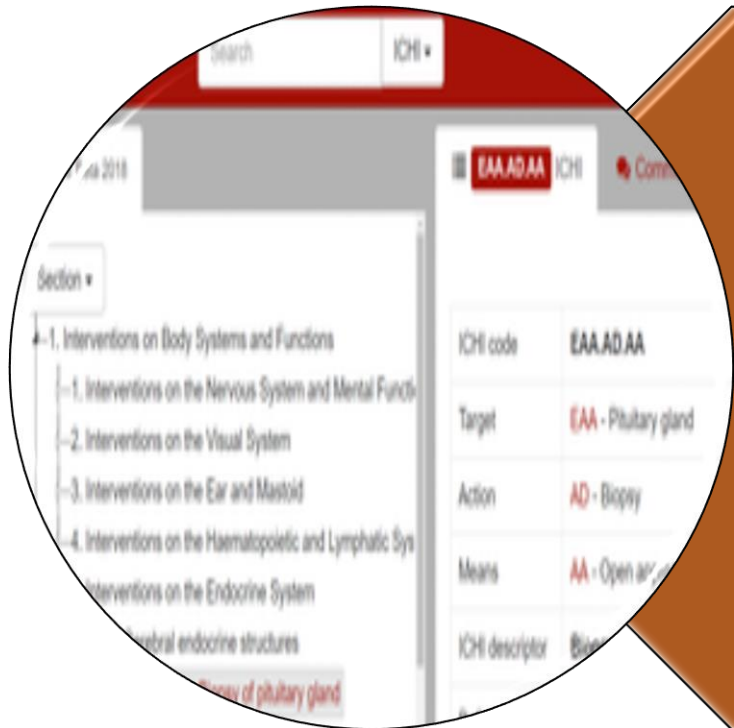 Search ICHI
2018
EAA.AD.AA ICHI
Section
1. Interventions on Body Systems and Functions
1. Interventions on the Nervous System and Mental Functi
2. Interventions on the Visual System
3. Interventions on the Ear and Mastoid
4. Interventions on the Haematopoietic and Lymphatic Sys
Interventions on the Endocrine System
cerebral endocrine structures
Biopsy of pituitary gland
ICHI code EAA.AD.AA
Target EAA - Pituitary gland
Action AD - Biopsy
Means AA - Open
ICHI descriptor